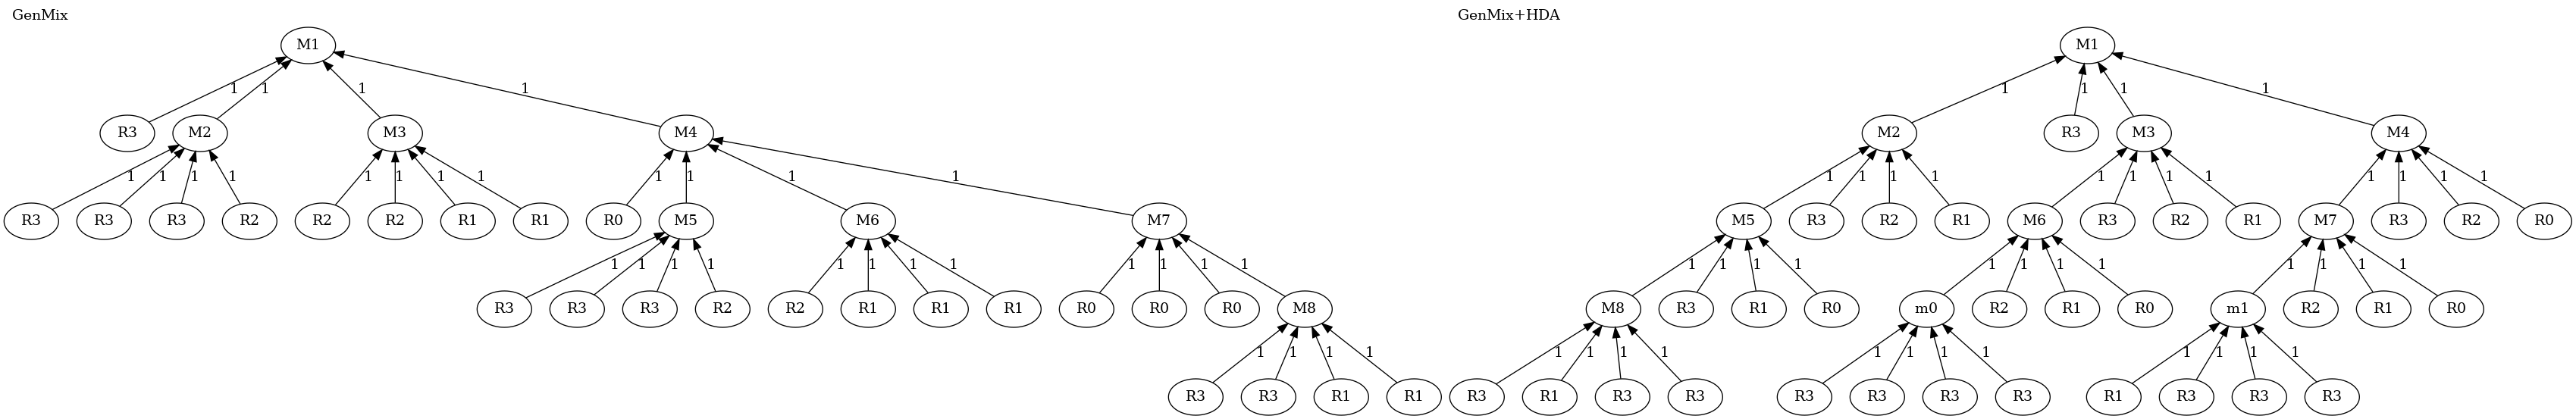 GenMix GenMix+HDA
M1 M1
1 1 1 1 1 1 1 1
R3 M2 M3 M4 M2 R3 M3 M4
1 1 1 1 1 1 1 1 1 1 1 1 1 1 1 1 1 1 1 1 1 1 1 1
R3 R3 R3 R2 R2 R2 R1 R1 R0 M5 M6 M7 M5 R3 R2 R1 M6 R3 R2 R1 M7 R3 R2 R0
1 1 1 1 1 1 1 1 1 1 1 1 1 1 1 1 1 1 1 1 1 1 1 1
R3 R3 R3 R2 R2 R1 R1 R1 R0 R0 R0 M8 M8 R3 R1 R0 m0 R2 R1 R0 m1 R2 R1 R0
1 1 1 1 1 1 1 1 1 1 1 1 1 1 1 1
R3 R3 R1 R1 R3 R1 R3 R3 R3 R3 R3 R3 R1 R3 R3 R3